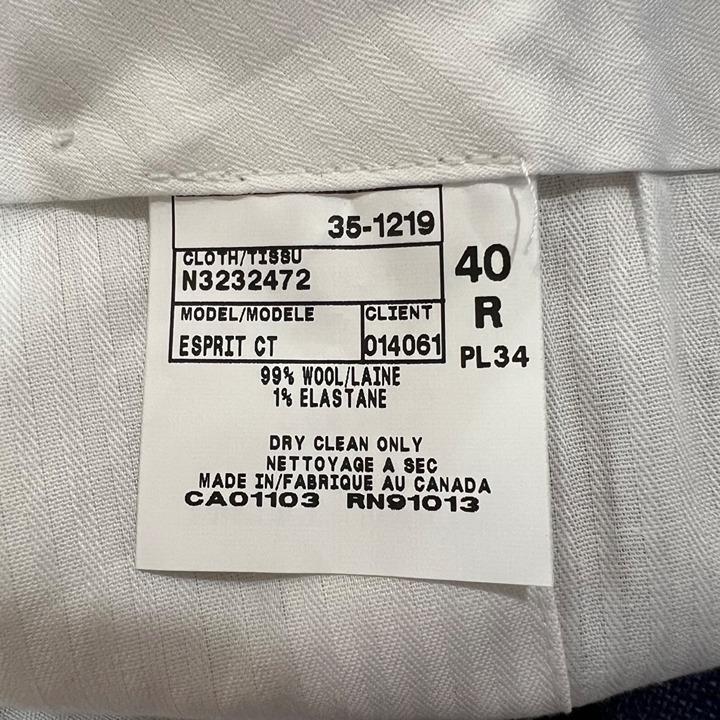 35-1219
CLOTH/TISSU
N3232472
40
R
PL34
MODEL/MODELE CLIENT
ESPRIT CT 014061
99% WOOL/LAINE
1% ELASTANE
DRY CLEAN ONLY
NETTOYAGE A SEC
MADE IN/FABRIQUE AU CANADA
CA01103 RN91013